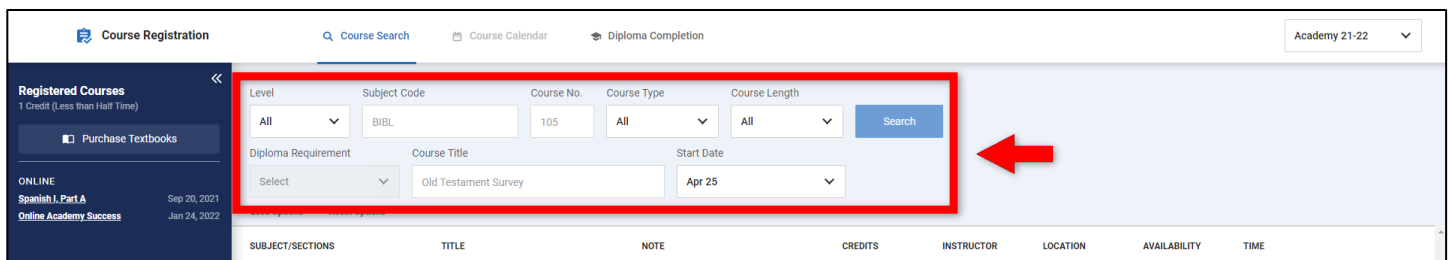 Course Registration Course Search Course Calendar Diploma Completion Academy 21-22
Registered Courses
1 Credit (Less than Half Time)
Purchase Textbooks
ONLINE
Spanish I, Part A Sep 20, 2021
Online Academy Success Jan 24, 2022
Level Subject Code Course No. Course Type Course Length
All BIBL 105 All All Search
Diploma Requirement Course Title Start Date
Select Old Testament Survey Apr 25
SUBJECT/SECTIONS TITLE NOTE CREDITS INSTRUCTOR LOCATION AVAILABILITY TIME